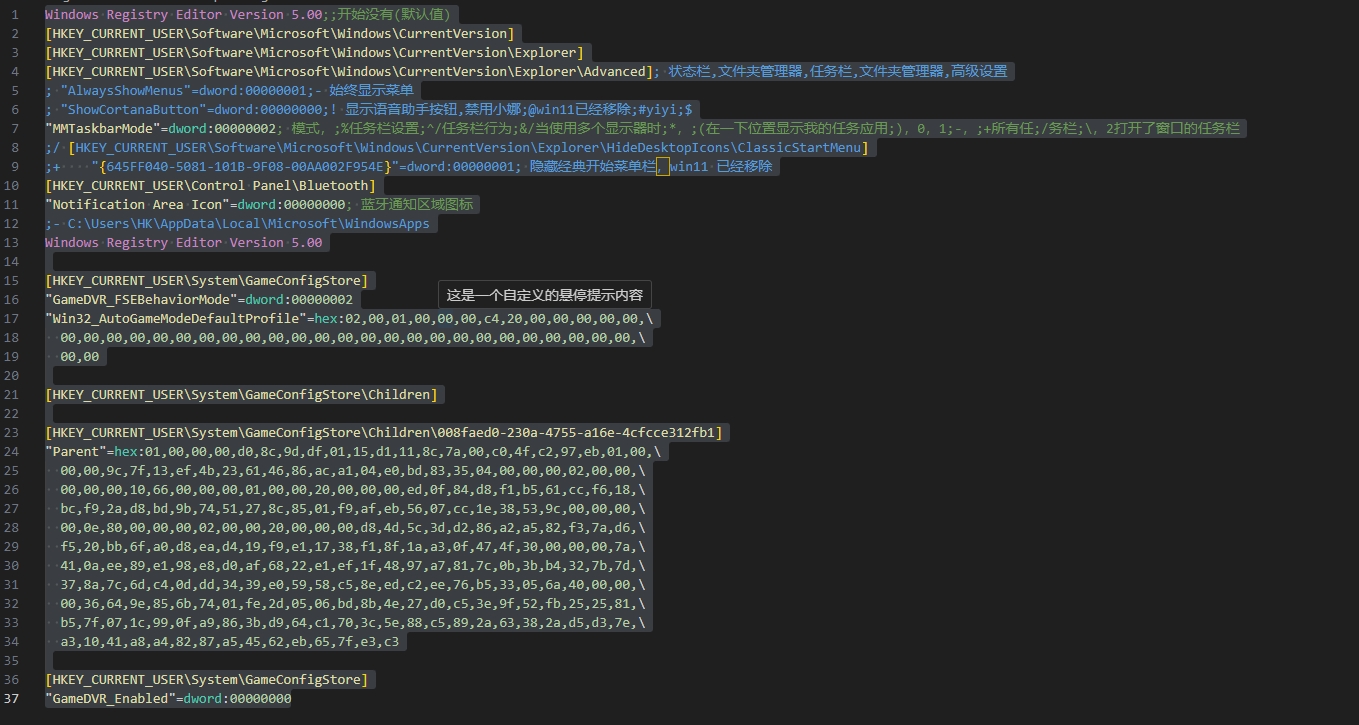 1 Windows Registry Editor Version 5.00;;开始没有(默认值)
2 [HKEY_CURRENT_USER\Software\Microsoft\Windows\CurrentVersion]
3 [HKEY_CURRENT_USER\Software\Microsoft\Windows\CurrentVersion\Explorer]
4 [HKEY_CURRENT_USER\Software\Microsoft\Windows\CurrentVersion\Explorer\Advanced]; 状态栏,文件夹管理器,任务栏,文件夹管理器,高级设置
5 ; "AlwaysShowMenus"=dword:00000001;- 始终显示菜单
6 ; "ShowCortanaButton"=dword:00000000;! 显示语音助手按钮,禁用小娜;@win11已经移除;#yiyi;$
7 "MMTaskbarMode"=dword:00000002; 模式, ;%任务栏设置;^/任务栏行为;&/当使用多个显示器时;*, ;(在一下位置显示我的任务应用;), 0, 1;-, ;+所有任;/务栏;\, 2打开了窗口的任务栏
8 ;/ [HKEY_CURRENT_USER\Software\Microsoft\Windows\CurrentVersion\Explorer\HideDesktopIcons\ClassicStartMenu]
9 ;+ "{645FF040-5081-101B-9F08-00AA002F954E}"=dword:00000001; 隐藏经典开始菜单栏，win11 已经移除
10 [HKEY_CURRENT_USER\Control Panel\Bluetooth]
11 "Notification Area Icon"=dword:00000000; 蓝牙通知区域图标
12 ;- C:\Users\HK\AppData\Local\Microsoft\WindowsApps
13 Windows Registry Editor Version 5.00
14
15 [HKEY_CURRENT_USER\System\GameConfigStore]
16 "GameDVR_FSEBehaviorMode"=dword:00000002
这是一个自定义的悬停提示内容
17 "Win32_AutoGameModeDefaultProfile"=hex:02,00,01,00,00,00,c4,20,00,00,00,00,00,\
18 00,00,00,00,00,00,00,00,00,00,00,00,00,00,00,00,00,00,00,00,00,00,00,00,00,\
19 00,00
20
21 [HKEY_CURRENT_USER\System\GameConfigStore\Children]
22
23 [HKEY_CURRENT_USER\System\GameConfigStore\Children\008faed0-230a-4755-a16e-4cfcce312fb1]
24 "Parent"=hex:01,00,00,00,d0,8c,9d,df,01,15,d1,11,8c,7a,00,c0,4f,c2,97,eb,01,00,\
25 00,00,9c,7f,13,ef,4b,23,61,46,86,ac,a1,04,e0,bd,83,35,04,00,00,00,02,00,00,\
26 00,00,00,10,66,00,00,00,01,00,00,20,00,00,00,ed,0f,84,d8,f1,b5,61,cc,f6,18,\
27 bc,f9,2a,d8,bd,9b,74,51,27,8c,85,01,f9,af,eb,56,07,cc,1e,38,53,9c,00,00,00,\
28 00,0e,80,00,00,00,02,00,00,20,00,00,00,d8,4d,5c,3d,d2,86,a2,a5,82,f3,7a,d6,\
29 f5,20,bb,6f,a0,d8,ea,d4,19,f9,e1,17,38,f1,8f,1a,a3,0f,47,4f,30,00,00,00,7a,\
30 41,0a,ee,89,e1,98,e8,d0,af,68,22,e1,ef,1f,48,97,a7,81,7c,0b,3b,b4,32,7b,7d,\
31 37,8a,7c,6d,c4,0d,dd,34,39,e0,59,58,c5,8e,ed,c2,ee,76,b5,33,05,6a,40,00,00,\
32 00,36,64,9e,85,6b,74,01,fe,2d,05,06,bd,8b,4e,27,d0,c5,3e,9f,52,fb,25,25,81,\
33 b5,7f,07,1c,99,0f,a9,86,3b,d9,64,c1,70,3c,5e,88,c5,89,2a,63,38,2a,d5,d3,7e,\
34 a3,10,41,a8,a4,82,87,a5,45,62,eb,65,7f,e3,c3
35
36 [HKEY_CURRENT_USER\System\GameConfigStore]
37 "GameDVR_Enabled"=dword:00000000